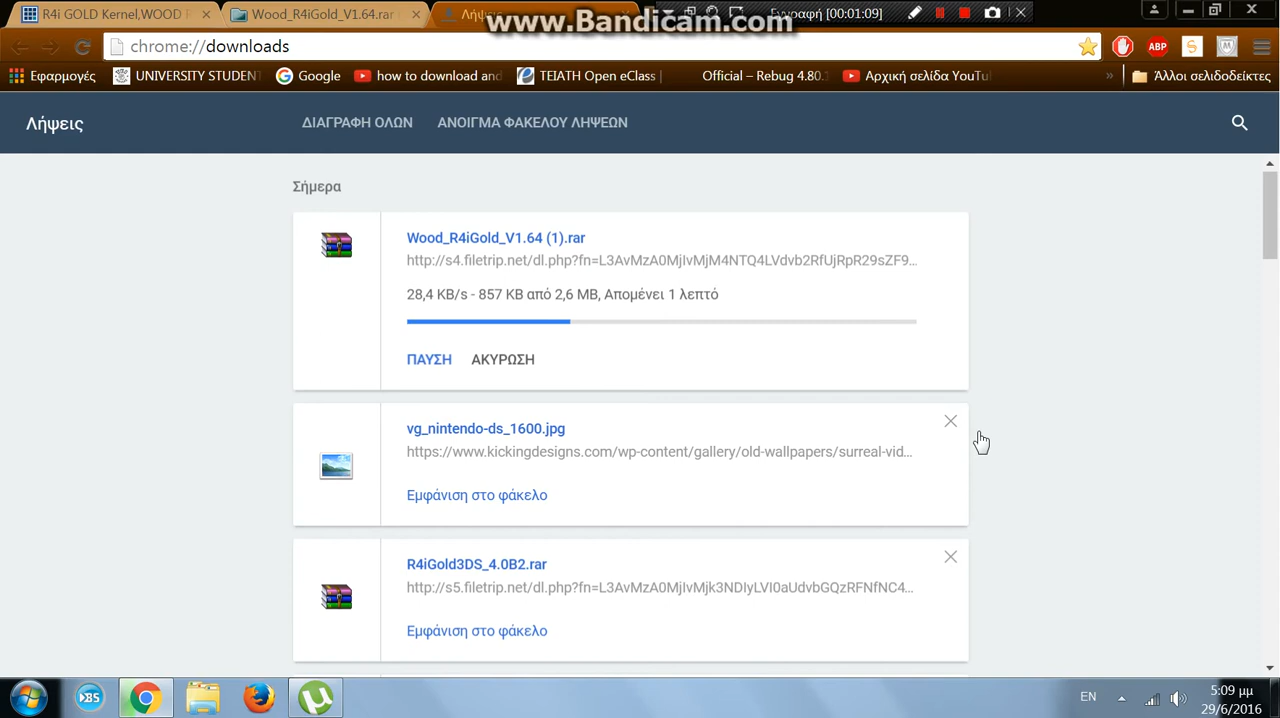 R4i GOLD Kernel,WOOD
Wood_R4iGold_V1.64.rar
Λήψεις
www.Bandicam.com
Εγγραφή [00:01:09]
chrome://downloads
ABP
Εφαρμογές
UNIVERSITY STUDENT
Google
how to download and
TEIATH Open eClass |
Official – Rebug 4.80.
Αρχική σελίδα YouTu
»
Άλλοι σελιδοδείκτες
Λήψεις
ΔΙΑΓΡΑΦΗ ΟΛΩΝ
ΑΝΟΙΓΜΑ ΦΑΚΕΛΟΥ ΛΗΨΕΩΝ
Σήμερα
Wood_R4iGold_V1.64 (1).rar
http://s4.filetrip.net/dl.php?fn=L3AvMzA0MjIvMjM4NTQ4LVdvb2RfUjRpR29sZF9...
28,4 KB/s - 857 KB από 2,6 MB, Απομένει 1 λεπτό
ΠΑΥΣΗ
ΑΚΥΡΩΣΗ
vg_nintendo-ds_1600.jpg
https://www.kickingdesigns.com/wp-content/gallery/old-wallpapers/surreal-vid...
Εμφάνιση στο φάκελο
R4iGold3DS_4.0B2.rar
http://s5.filetrip.net/dl.php?fn=L3AvMzA0MjIvMjk3NDIyLVI0aUdvbGQzRFNfNC4...
Εμφάνιση στο φάκελο
BS
EN
5:09 μμ
29/6/2016